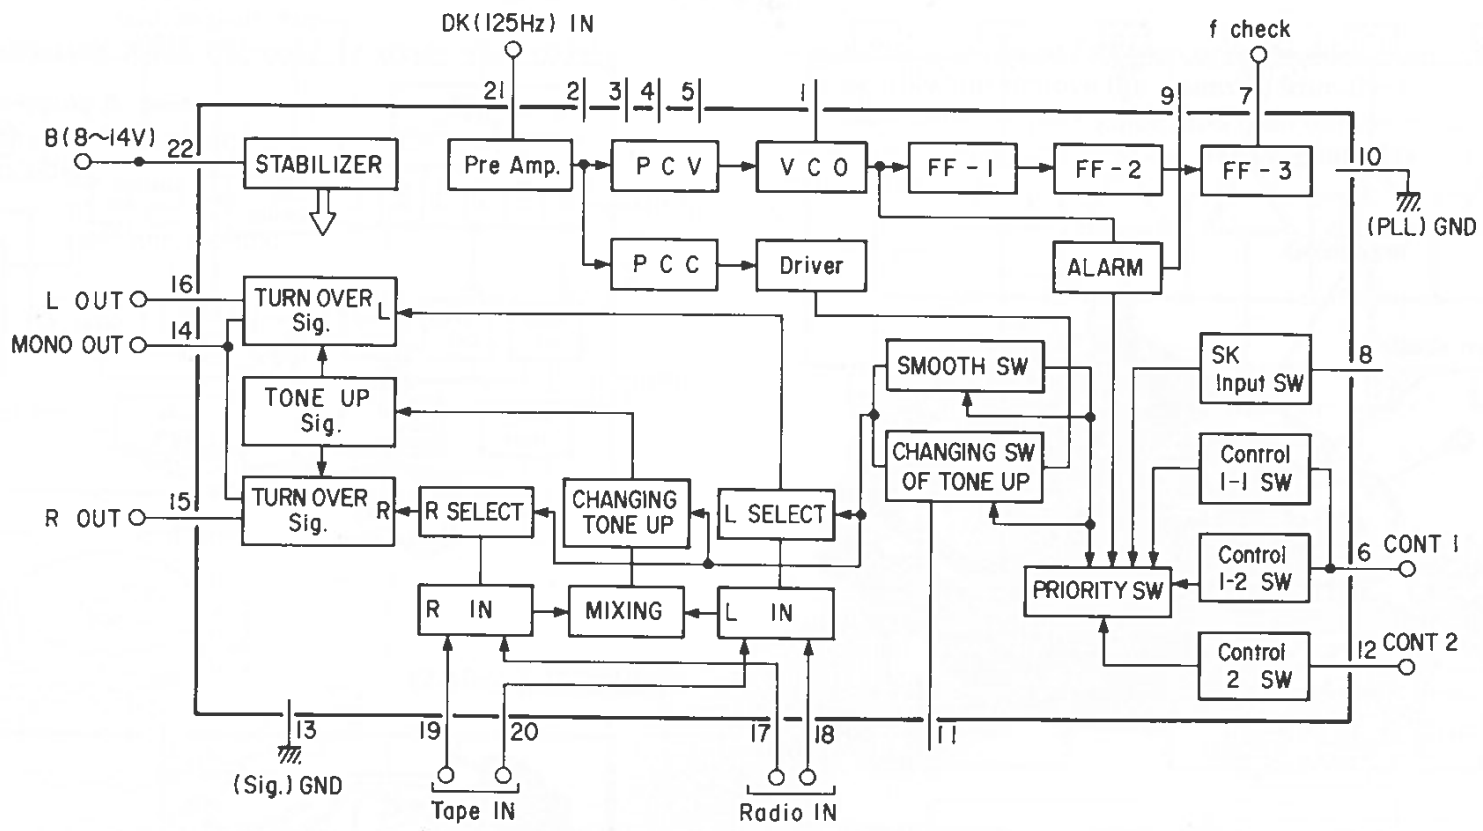 DK(125Hz) IN
f check
21
2
3
4
5
1
9
7
B(8~14V)
22
STABILIZER
Pre Amp.
P C V
V C O
FF-1
FF-2
FF-3
10
(PLL) GND
P C C
Driver
ALARM
L OUT
16
TURN OVER L
Sig.
MONO OUT
14
SMOOTH SW
SK
Input SW
8
TONE UP
Sig.
CHANGING SW
OF TONE UP
Control
1-1 SW
R OUT
15
TURN OVER
Sig.
R
R SELECT
CHANGING
TONE UP
L SELECT
PRIORITY SW
Control
1-2 SW
6
CONT 1
R IN
MIXING
L IN
Control
2 SW
12
CONT 2
13
(Sig.) GND
19
20
17
18
11
Tape IN
Radio IN